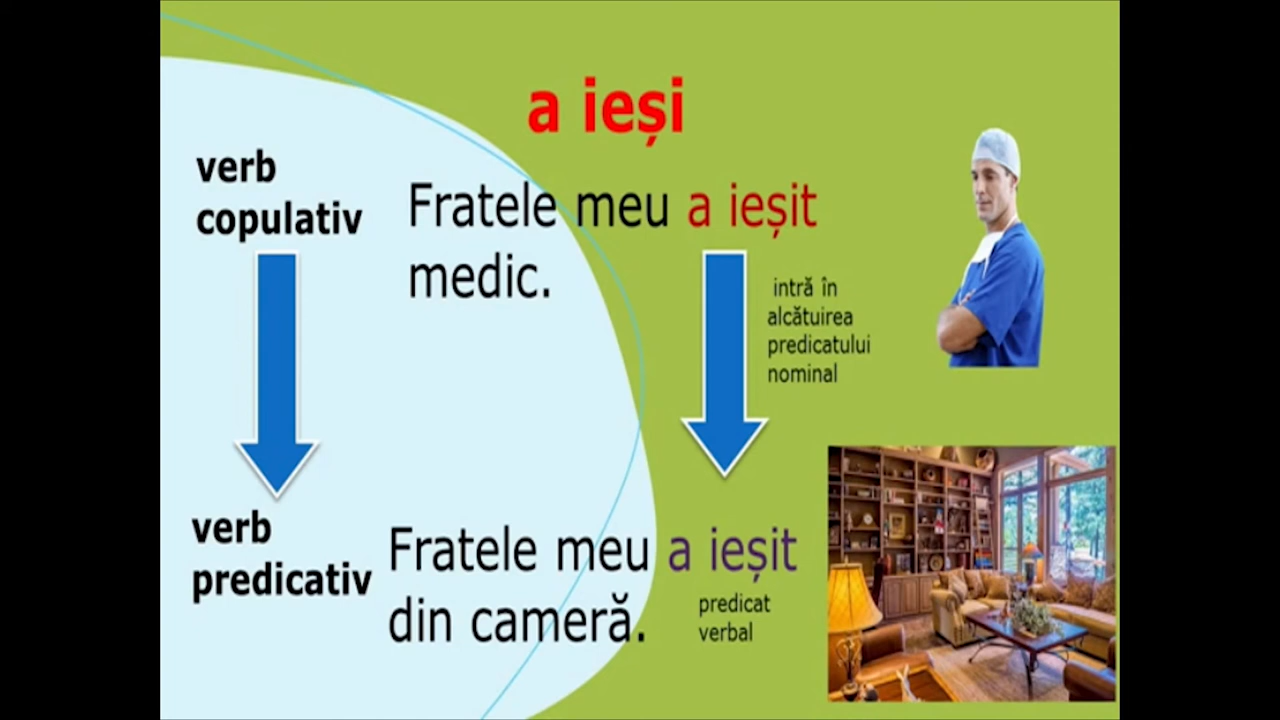 a ieși
verb
copulativ
Fratele meu a ieșit
medic.
intră în
alcătuirea
predicatului
nominal
verb
predicativ
Fratele meu a ieșit
din cameră.
predicat
verbal